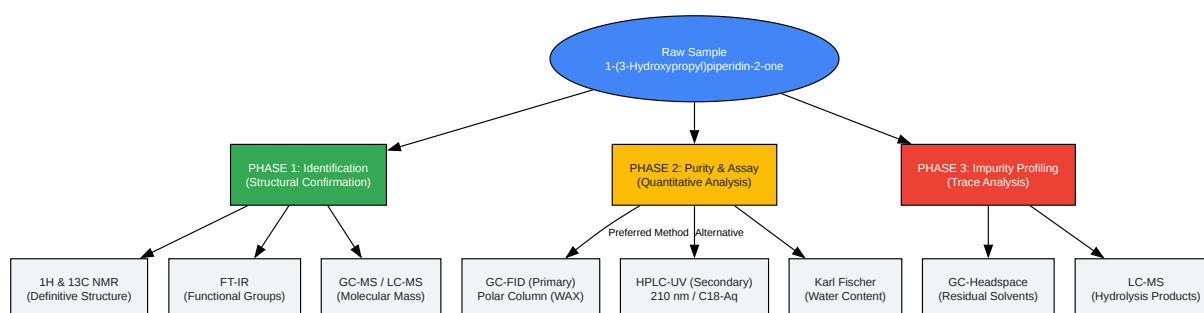 Raw Sample
1-(3-Hydroxypropyl)piperidin-2-one
PHASE 1: Identification
(Structural Confirmation)
PHASE 2: Purity & Assay
(Quantitative Analysis)
PHASE 3: Impurity Profiling
(Trace Analysis)
Preferred Method
Alternative
1H & 13C NMR
(Definitive Structure)
FT-IR
(Functional Groups)
GC-MS / LC-MS
(Molecular Mass)
GC-FID (Primary)
Polar Column (WAX)
HPLC-UV (Secondary)
210 nm / C18-Aq
Karl Fischer
(Water Content)
GC-Headspace
(Residual Solvents)
LC-MS
(Hydrolysis Products)